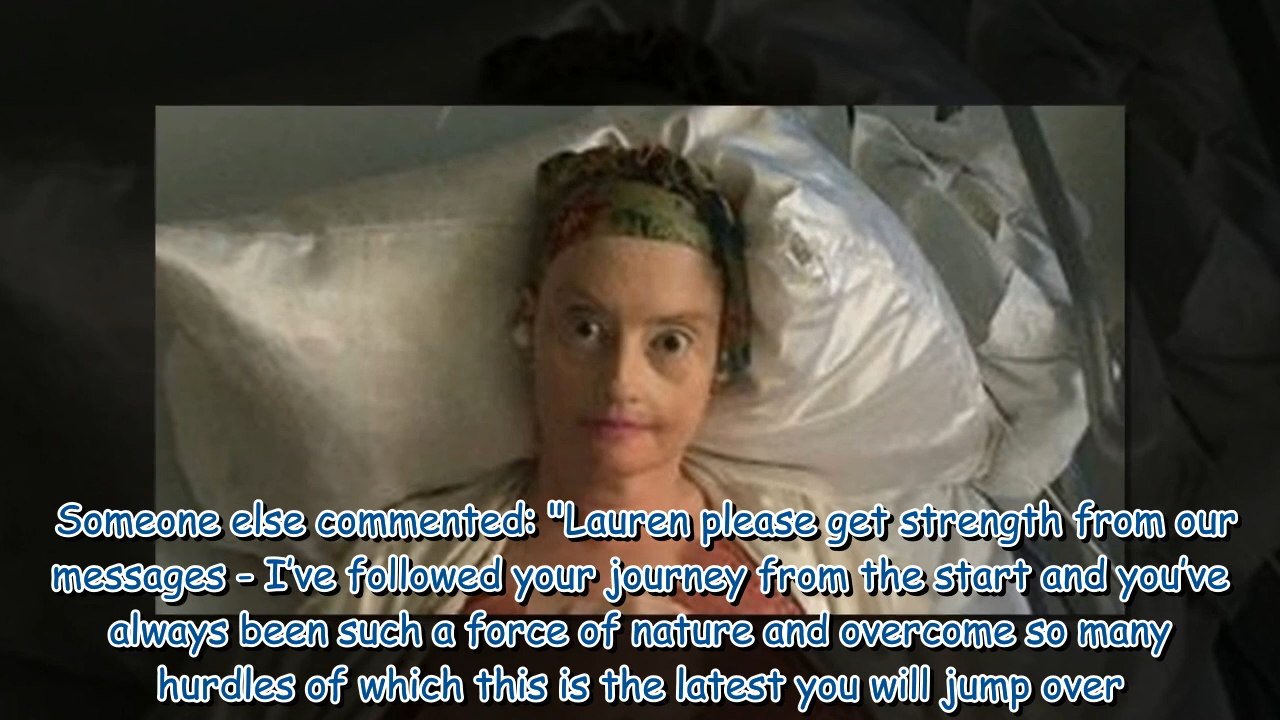 Someone else commented: "Lauren please get strength from our
messages – I've followed your journey from the start and you've
always been such a force of nature and overcome so many
hurdles of which this is the latest you will jump over